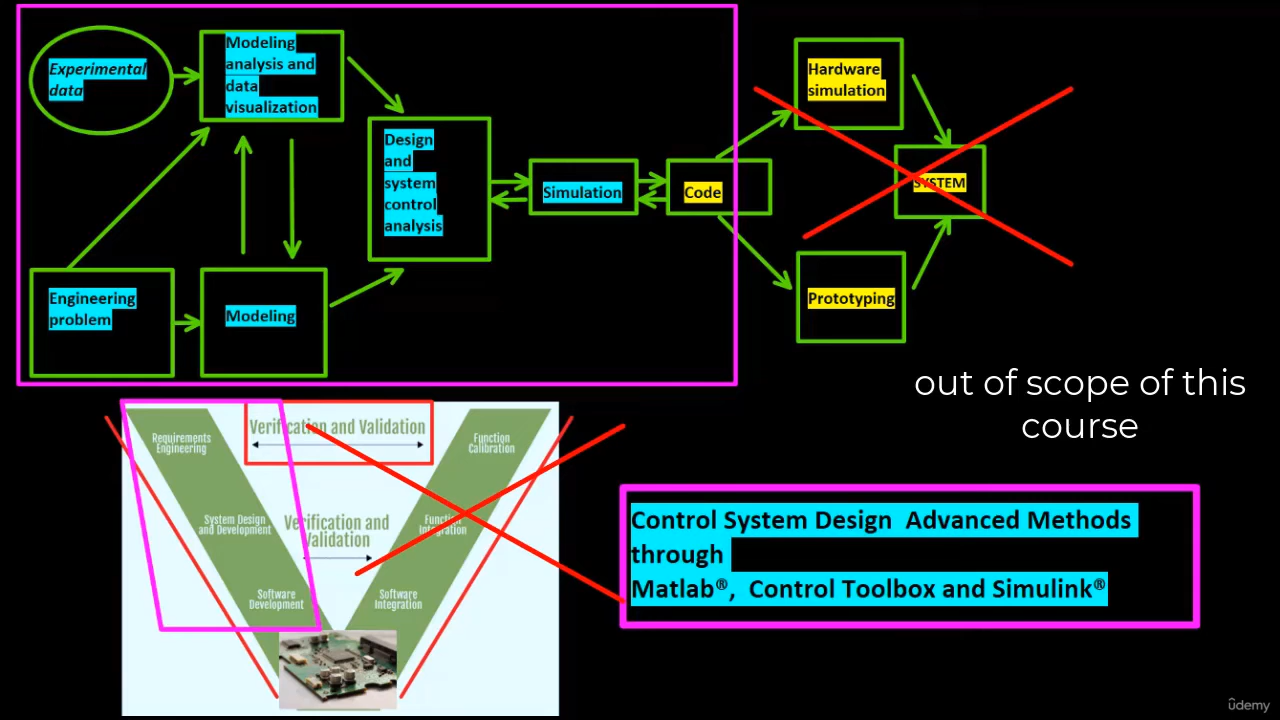 Experimental
data
Modeling
analysis and
data
visualization
Design
and
system
control
analysis
Simulation
Code
Hardware
simulation
SYSTEM
Prototyping
Engineering
problem
Modeling
out of scope of this
course
Verification and Validation
Requirements
Engineering
Function
Calibration
System Design
and Development
Verification and
Validation
Function
Integration
Software
Development
Software
Integration
Control System Design  Advanced Methods
through
Matlab®,  Control Toolbox and Simulink®
ûdemy